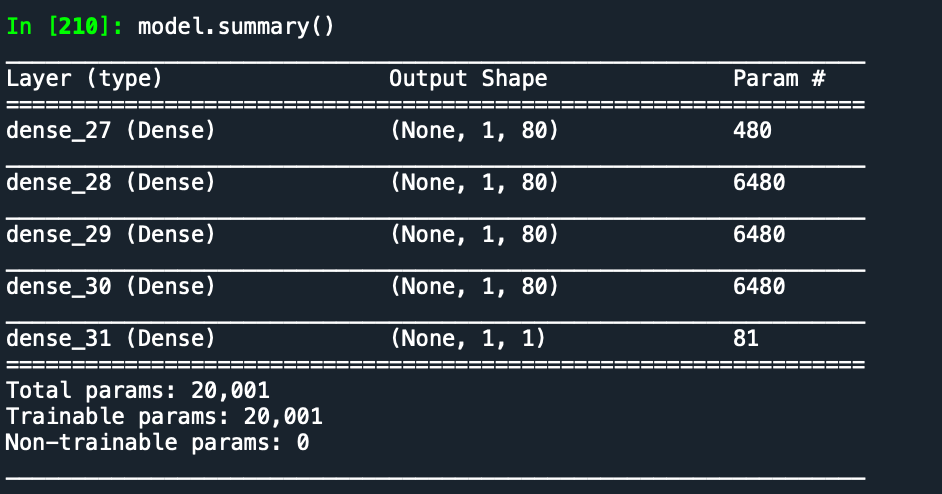 In [210]: model.summary()
Layer (type) Output Shape Param #
=================================================================
dense_27 (Dense) (None, 1, 80) 480
dense_28 (Dense) (None, 1, 80) 6480
dense_29 (Dense) (None, 1, 80) 6480
dense_30 (Dense) (None, 1, 80) 6480
dense_31 (Dense) (None, 1, 1) 81
=================================================================
Total params: 20,001
Trainable params: 20,001
Non-trainable params: 0